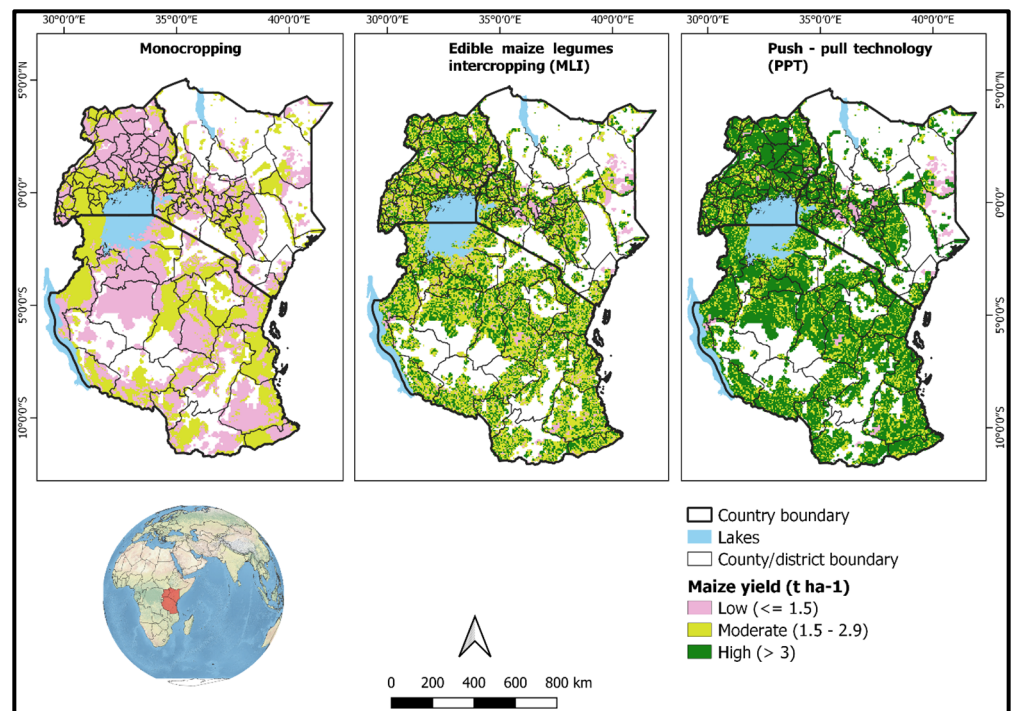 30°0'0"E 35°0'0"E 40°0'0"E 30°0'0"E 35°0'0"E 40°0'0"E 30°0'0"E 35°0'0"E 40°0'0"E
Monocropping
Edible maize legumes
intercropping (MLI)
Push - pull technology
(PPT)
5°0'0"N
0°0'0"
5°0'0"S
10°0'0"S
5°0'0"N
0°0'0"
5°0'0"S
10°0'0"S
Country boundary
Lakes
County/district boundary
Maize yield (t ha-1)
Low (<= 1.5)
Moderate (1.5 - 2.9)
High (> 3)
0 200 400 600 800 km